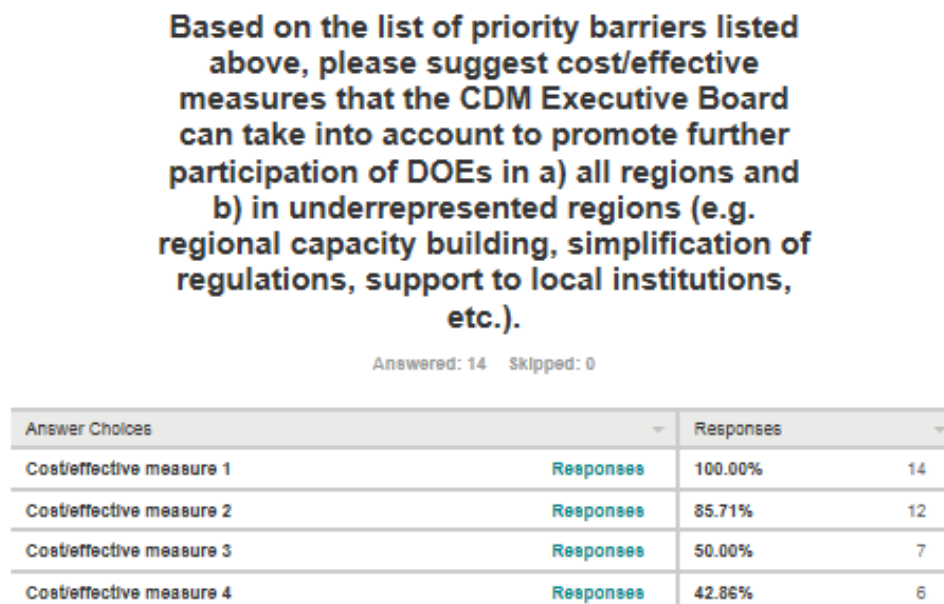 Based on the list of priority barriers listed
above, please suggest cost/effective
measures that the CDM Executive Board
can take into account to promote further
participation of DOEs in a) all regions and
b) in underrepresented regions (e.g.
regional capacity building, simplification of
regulations, support to local institutions,
etc.).
Answered: 14 Skipped: 0
Answer Choices Responses
Cost/effective measure 1 Responses 100.00% 14
Cost/effective measure 2 Responses 85.71% 12
Cost/effective measure 3 Responses 50.00% 7
Cost/effective measure 4 Responses 42.86% 6